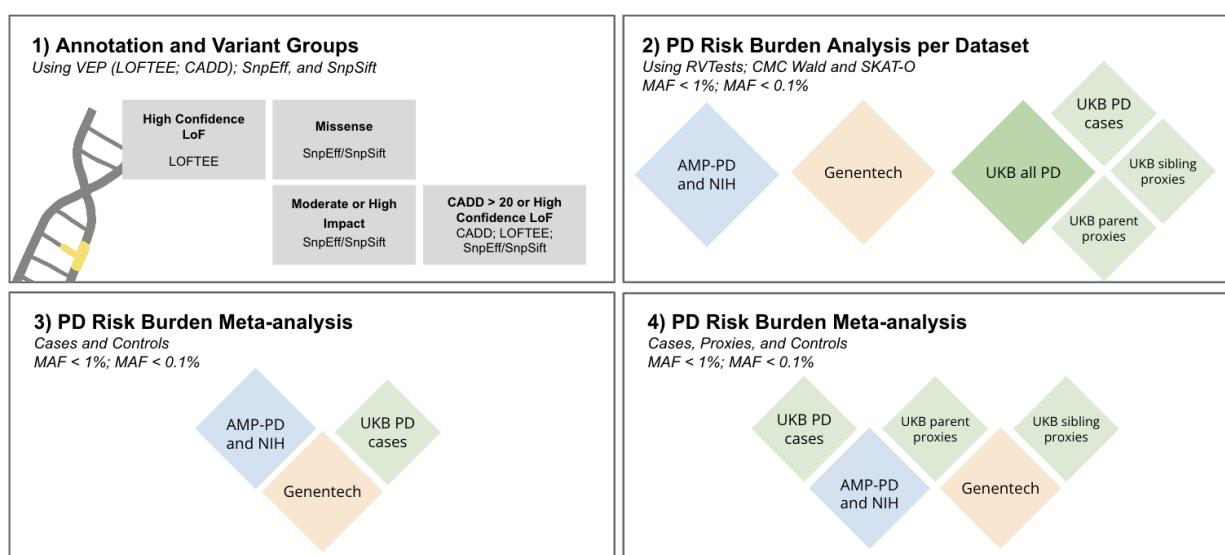 1) Annotation and Variant Groups
Using VEP (LOFTEE; CADD); SnpEff, and SnpSift
High Confidence
LoF
LOFTEE
Missense
SnpEff/SnpSift
Moderate or High
Impact
SnpEff/SnpSift
CADD > 20 or High
Confidence LoF
CADD; LOFTEE;
SnpEff/SnpSift
2) PD Risk Burden Analysis per Dataset
Using RVTests; CMC Wald and SKAT-O
MAF < 1%; MAF < 0.1%
AMP-PD
and NIH
Genentech
UKB all PD
UKB PD
cases
UKB sibling
proxies
UKB parent
proxies
3) PD Risk Burden Meta-analysis
Cases and Controls
MAF < 1%; MAF < 0.1%
AMP-PD
and NIH
UKB PD
cases
Genentech
4) PD Risk Burden Meta-analysis
Cases, Proxies, and Controls
MAF < 1%; MAF < 0.1%
UKB PD
cases
UKB parent
proxies
UKB sibling
proxies
AMP-PD
and NIH
Genentech